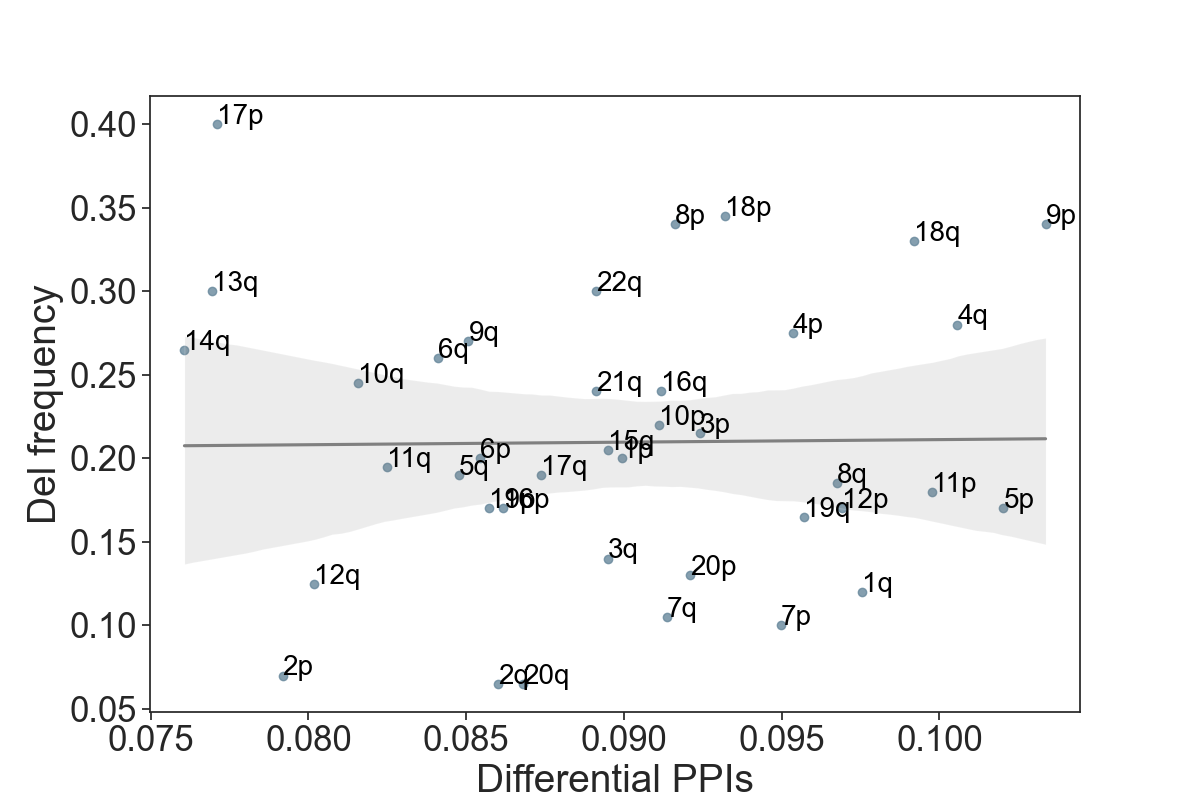 17p
0.40
18p
8p
9p
0.35
18q
13q
22q
0.30
4q
4p
9q
14q
6q
10q
21q
16q
0.25
10p
3p
15q
1p
6p
0.20
11q
5q
17q
8q
11p
19p
16p
12p
5p
19q
3q
0.15
12q
20p
1q
7q
7p
0.10
2p
2q
20q
0.05
0.075
0.080
0.085
0.090
0.095
0.100
Del frequency
Differential PPIs